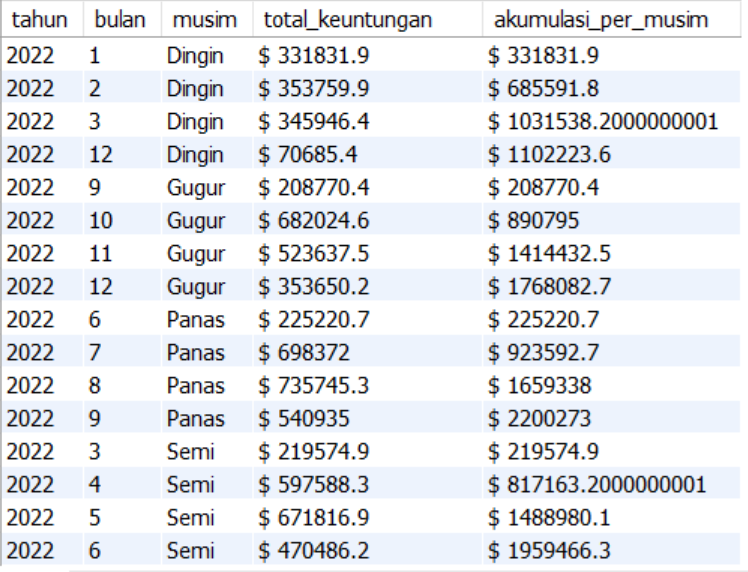 tahun bulan musim total_keuntungan akumulasi_per_musim
2022 1 Dingin $ 331831.9 $ 331831.9
2022 2 Dingin $ 353759.9 $ 685591.8
2022 3 Dingin $ 345946.4 $ 1031538.2000000001
2022 12 Dingin $ 70685.4 $ 1102223.6
2022 9 Gugur $ 208770.4 $ 208770.4
2022 10 Gugur $ 682024.6 $ 890795
2022 11 Gugur $ 523637.5 $ 1414432.5
2022 12 Gugur $ 353650.2 $ 1768082.7
2022 6 Panas $ 225220.7 $ 225220.7
2022 7 Panas $ 698372 $ 923592.7
2022 8 Panas $ 735745.3 $ 1659338
2022 9 Panas $ 540935 $ 2200273
2022 3 Semi $ 219574.9 $ 219574.9
2022 4 Semi $ 597588.3 $ 817163.2000000001
2022 5 Semi $ 671816.9 $ 1488980.1
2022 6 Semi $ 470486.2 $ 1959466.3